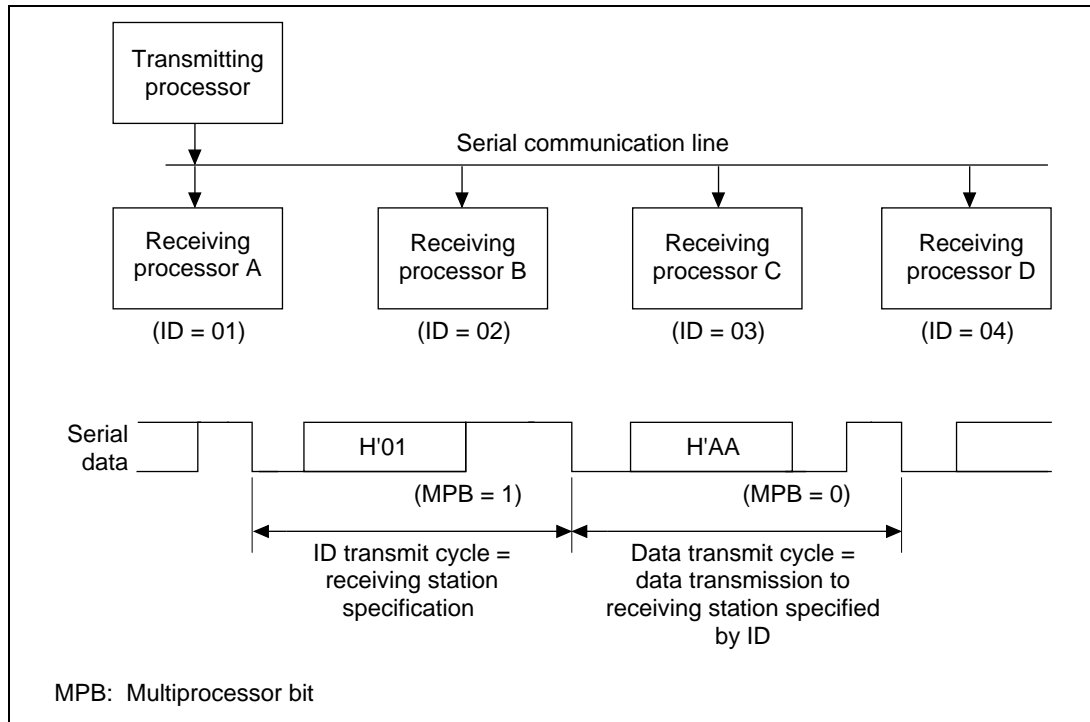 Transmitting
processor
Serial communication line
Receiving
processor A
Receiving
processor B
Receiving
processor C
Receiving
processor D
(ID = 01)
(ID = 02)
(ID = 03)
(ID = 04)
Serial
data
H'01
H'AA
(MPB = 1)
(MPB = 0)
ID transmit cycle =
receiving station
specification
Data transmit cycle =
data transmission to
receiving station specified
by ID
MPB: Multiprocessor bit